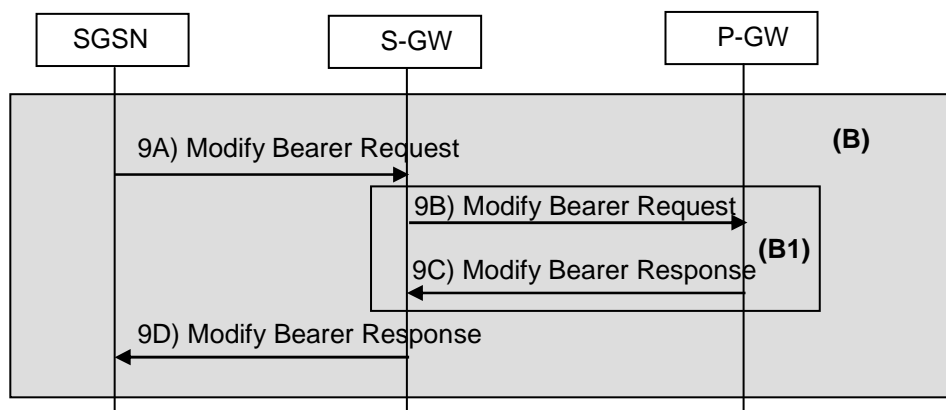 SGSN
S-GW
P-GW
(B)
9A) Modify Bearer Request
9B) Modify Bearer Request
(B1)
9C) Modify Bearer Response
9D) Modify Bearer Response